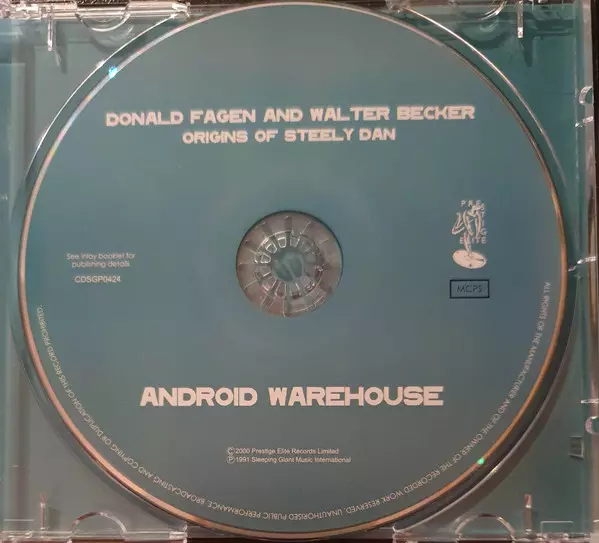 DONALD FAGEN AND WALTER BECKER
ORIGINS OF STEELY DAN
PRESTIGE
ELITE
See inlay booklet for
publishing details
CDSGP0424
MCPS
ANDROID WAREHOUSE
©2000 Prestige Elite Records Limited
℗1991 Sleeping Giant Music International
ALL RIGHTS OF THE MANUFACTURER AND OF THE OWNER OF THE RECORDED WORK RESERVED. UNAUTHORISED PUBLIC PERFORMANCE, BROADCASTING AND COPYING OR DUPLICATION OF THIS RECORD PROHIBITED.